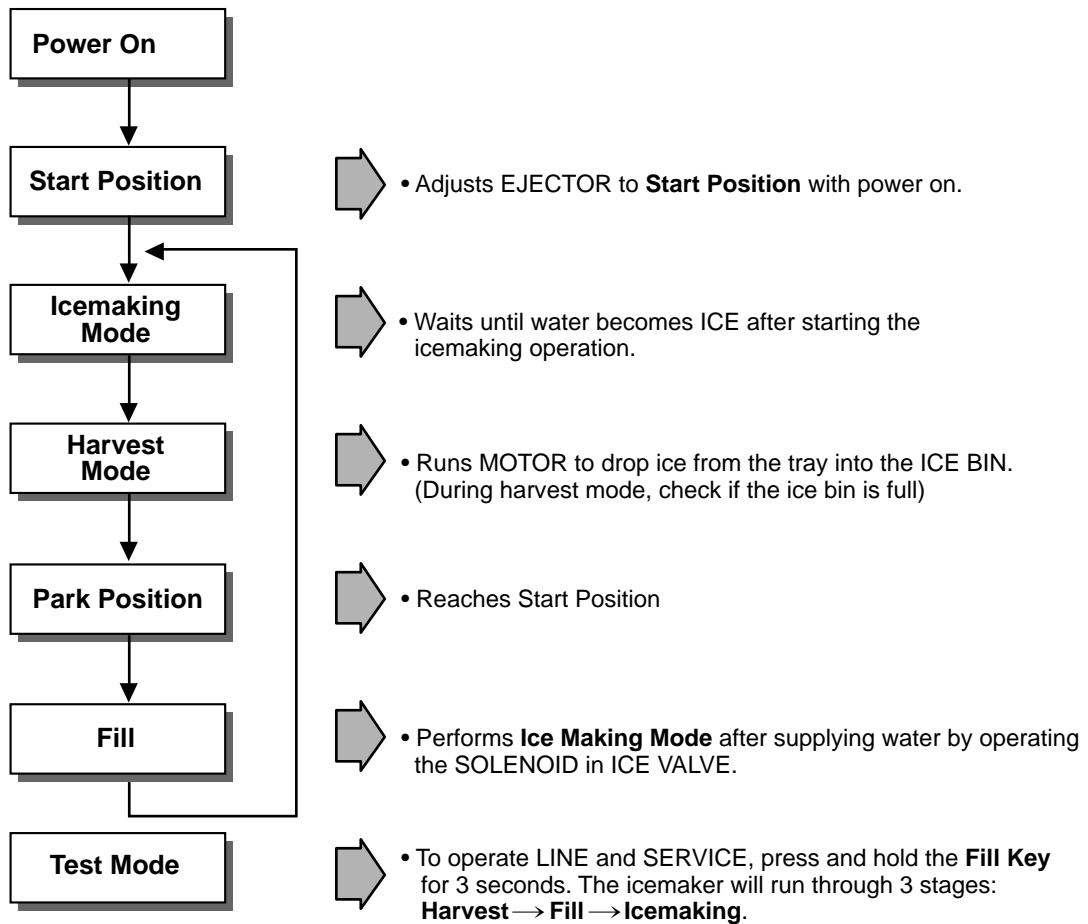 Power On
Start Position
• Adjusts EJECTOR to Start Position with power on.
Icemaking
Mode
• Waits until water becomes ICE after starting the
icemaking operation.
Harvest
Mode
• Runs MOTOR to drop ice from the tray into the ICE BIN.
(During harvest mode, check if the ice bin is full)
Park Position
• Reaches Start Position
Fill
• Performs Ice Making Mode after supplying water by operating
the SOLENOID in ICE VALVE.
Test Mode
• To operate LINE and SERVICE, press and hold the Fill Key
for 3 seconds. The icemaker will run through 3 stages:
Harvest → Fill → Icemaking.